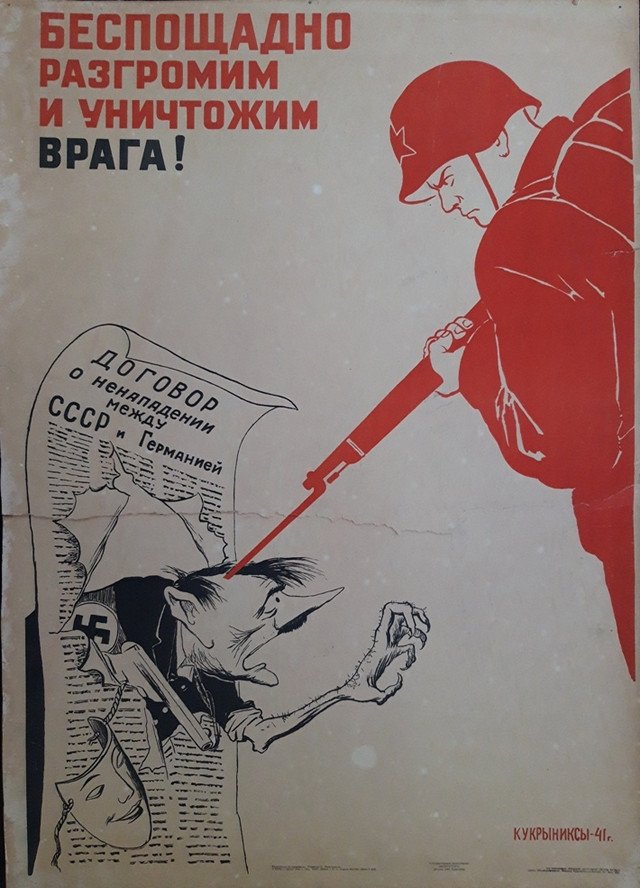 БЕСПОЩАДНО
РАЗГРОМИМ
И УНИЧТОЖИМ
ВРАГА!
ДОГОВОР
О НЕНАПАДЕНИИ
МЕЖДУ
СССР И ГЕРМАНИЕЙ
КУКРЫНИКСЫ-41г.